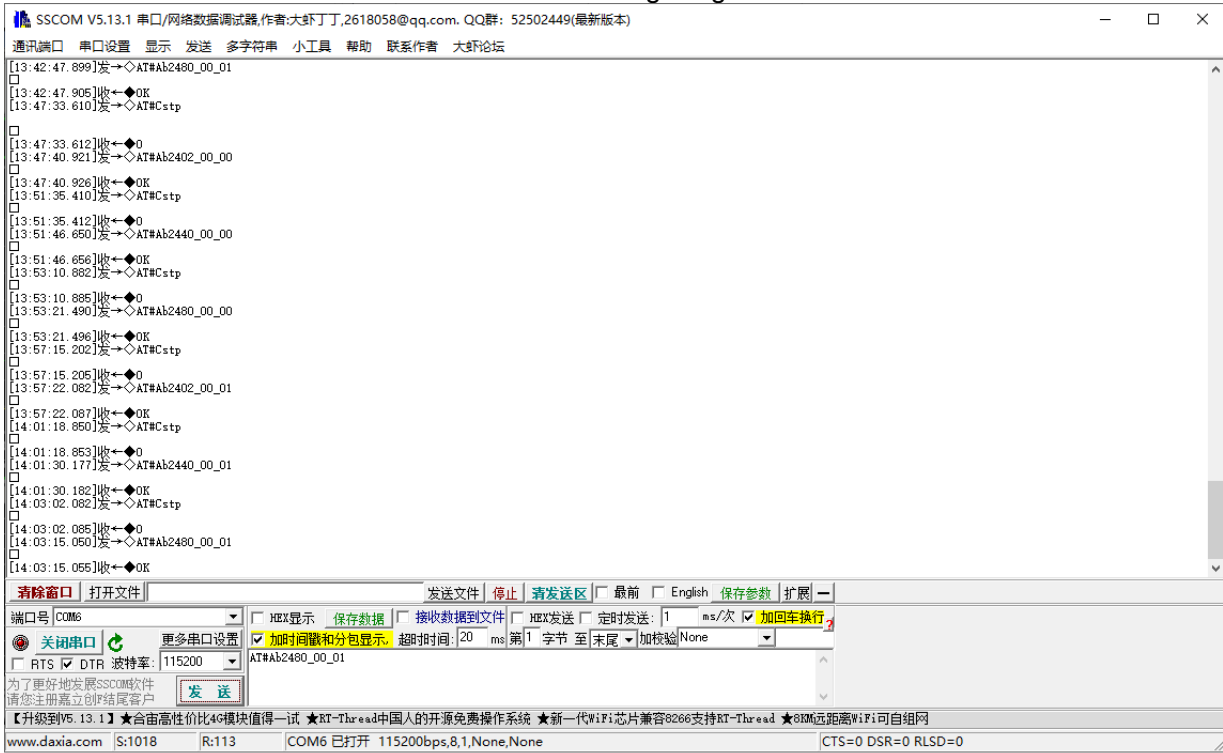 SSCOM V5.13.1 串口/网络数据调试器,作者:大虾丁丁,2618058@qq.com. QQ群: 52502449(最新版本)
通讯端口 串口设置 显示 发送 多字符串 小工具 帮助 联系作者 大虾论坛
[13:42:47.899]发→◇AT#Ab2480_00_01
□
[13:42:47.905]收←◆OK
[13:47:33.610]发→◇AT#Cstp
□
[13:47:33.612]收←◆0
[13:47:40.921]发→◇AT#Ab2402_00_00
□
[13:47:40.926]收←◆OK
[13:51:35.410]发→◇AT#Cstp
□
[13:51:35.412]收←◆0
[13:51:46.650]发→◇AT#Ab2440_00_00
□
[13:51:46.656]收←◆OK
[13:53:10.882]发→◇AT#Cstp
□
[13:53:10.885]收←◆0
[13:53:21.490]发→◇AT#Ab2480_00_00
□
[13:53:21.496]收←◆OK
[13:57:15.202]发→◇AT#Cstp
□
[13:57:15.205]收←◆0
[13:57:22.082]发→◇AT#Ab2402_00_01
□
[13:57:22.087]收←◆OK
[14:01:18.850]发→◇AT#Cstp
□
[14:01:18.853]收←◆0
[14:01:30.177]发→◇AT#Ab2440_00_01
□
[14:01:30.182]收←◆OK
[14:03:02.082]发→◇AT#Cstp
□
[14:03:02.085]收←◆0
[14:03:15.050]发→◇AT#Ab2480_00_01
□
[14:03:15.055]收←◆OK
清除窗口 打开文件 发送文件 停止 清发送区 最前 English 保存参数 扩展 —
端口号 COM6 HEX显示 保存数据 接收数据到文件 HEX发送 定时发送: 1 ms/次 加回车换行 ?
关闭串口 更多串口设置 加时间戳和分包显示, 超时时间: 20 ms 第1 字节 至 末尾 加校验 None
RTS DTR 波特率: 115200 AT#Ab2480_00_01
为了更好地发展SSCOM软件
请您注册嘉立创F结尾客户 发 送
【升级到V5.13.1】★合宙高性价比4G模块值得一试 ★RT-Thread中国人的开源免费操作系统 ★新一代WiFi芯片兼容8266支持RT-Thread ★8KM远距离WiFi可自组网
www.daxia.com S:1018 R:113 COM6 已打开 115200bps,8,1,None,None CTS=0 DSR=0 RLSD=0